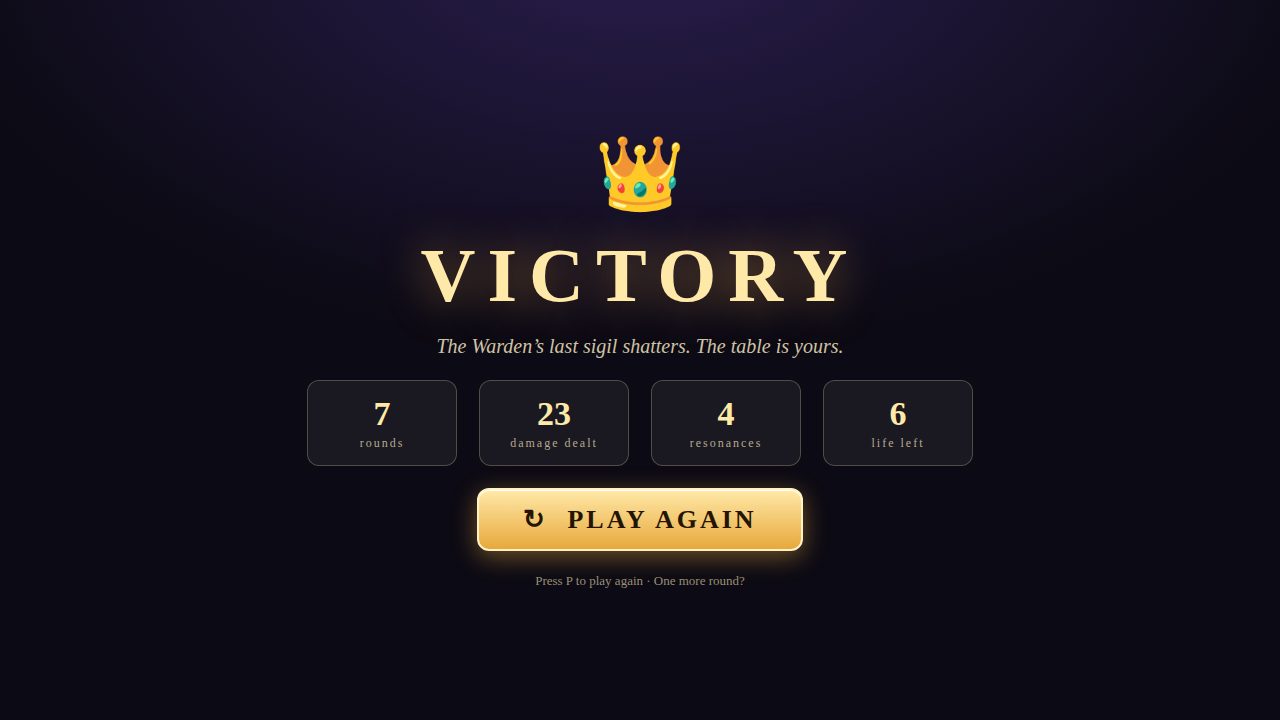 VICTORY
The Warden’s last sigil shatters. The table is yours.
7
rounds
23
damage dealt
4
resonances
6
life left
↻ PLAY AGAIN
Press P to play again · One more round?